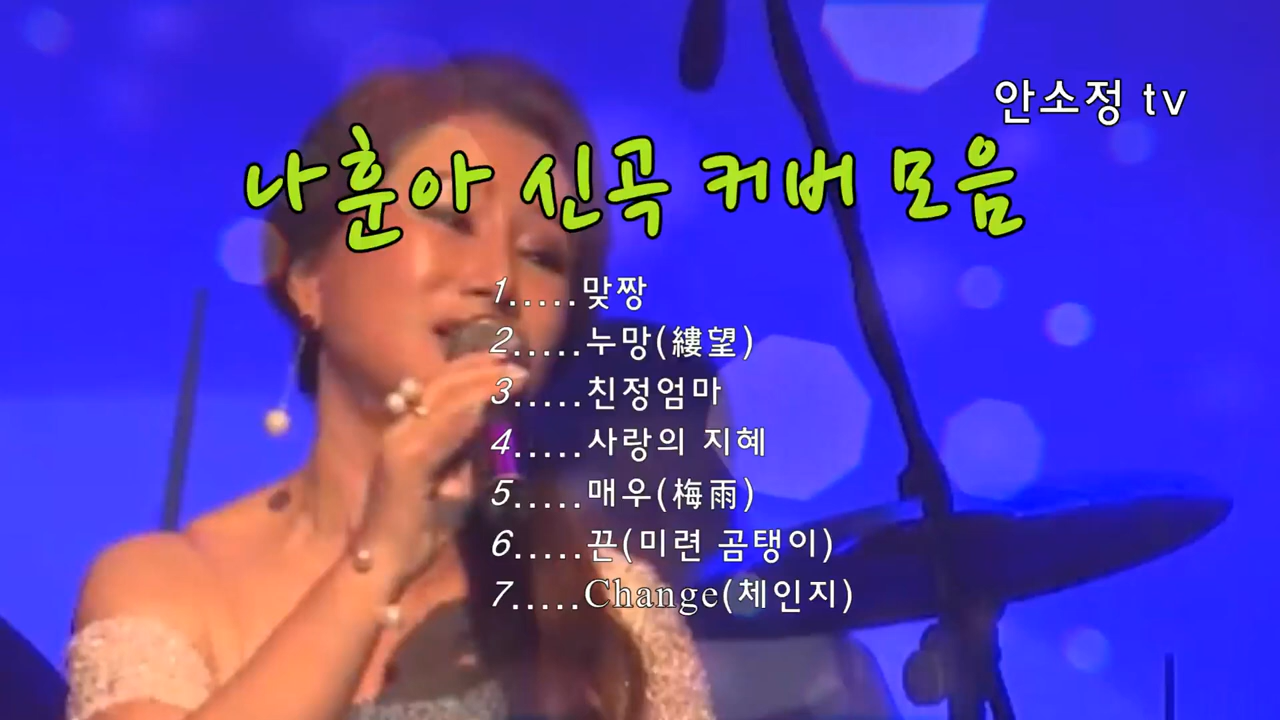 안소정 tv
나훈아 신곡 커버 모음
1.....맞짱
2.....누망(縷望)
3.....친정엄마
4.....사랑의 지혜
5.....매우(梅雨)
6.....끈(미련 곰탱이)
7.....Change(체인지)